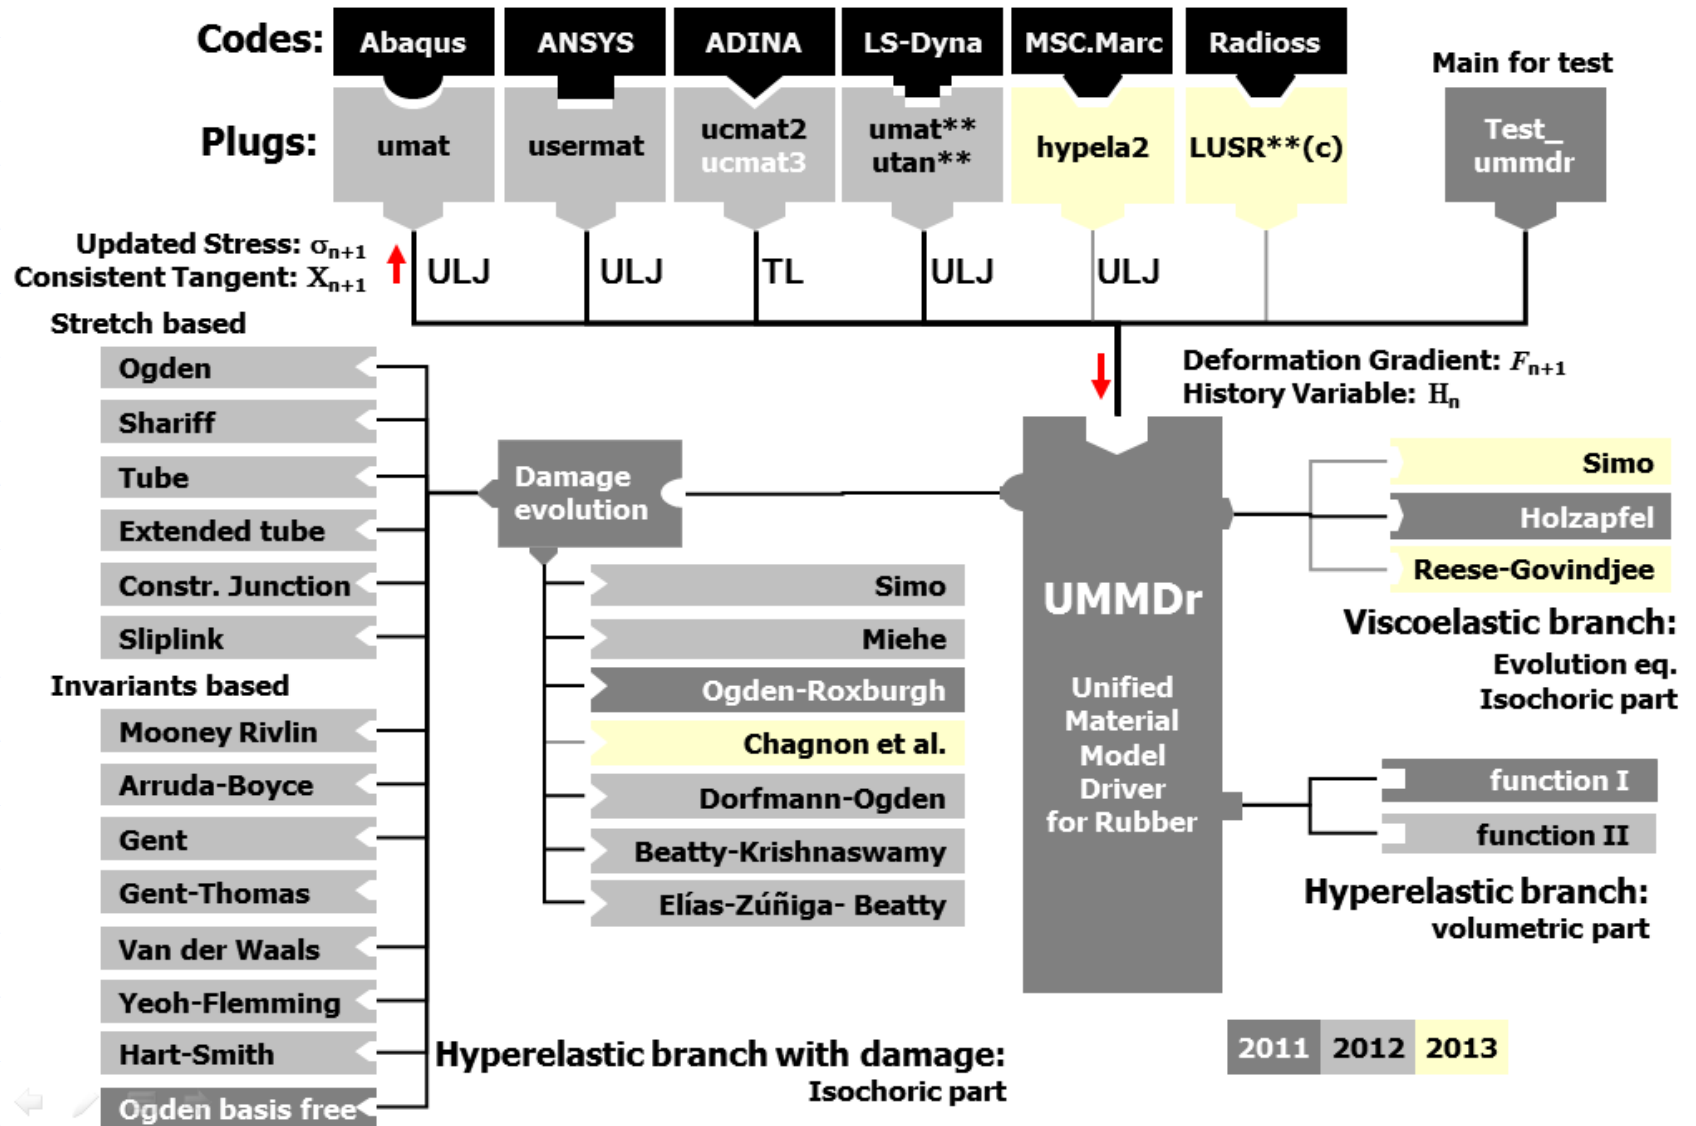 Codes: Abaqus ANSYS ADINA LS-Dyna MSC.Marc Radioss
Main for test
Plugs: umat usermat ucmat2 ucmat3 umat** utan** hypela2 LUSR**(c) Test_ ummdr
Updated Stress: σn+1
Consistent Tangent: Xn+1
ULJ ULJ TL ULJ ULJ
Deformation Gradient: Fn+1
History Variable: Hn
Stretch based
Ogden
Shariff
Tube
Extended tube
Constr. Junction
Sliplink
Invariants based
Mooney Rivlin
Arruda-Boyce
Gent
Gent-Thomas
Van der Waals
Yeoh-Flemming
Hart-Smith
Ogden basis free
Damage
evolution
Simo
Miehe
Ogden-Roxburgh
Chagnon et al.
Dorfmann-Ogden
Beatty-Krishnaswamy
Elías-Zúñiga- Beatty
Hyperelastic branch with damage:
Isochoric part
UMMDr
Unified
Material
Model
Driver
for Rubber
Simo
Holzapfel
Reese-Govindjee
Viscoelastic branch:
Evolution eq.
Isochoric part
function I
function II
Hyperelastic branch:
volumetric part
2011 2012 2013